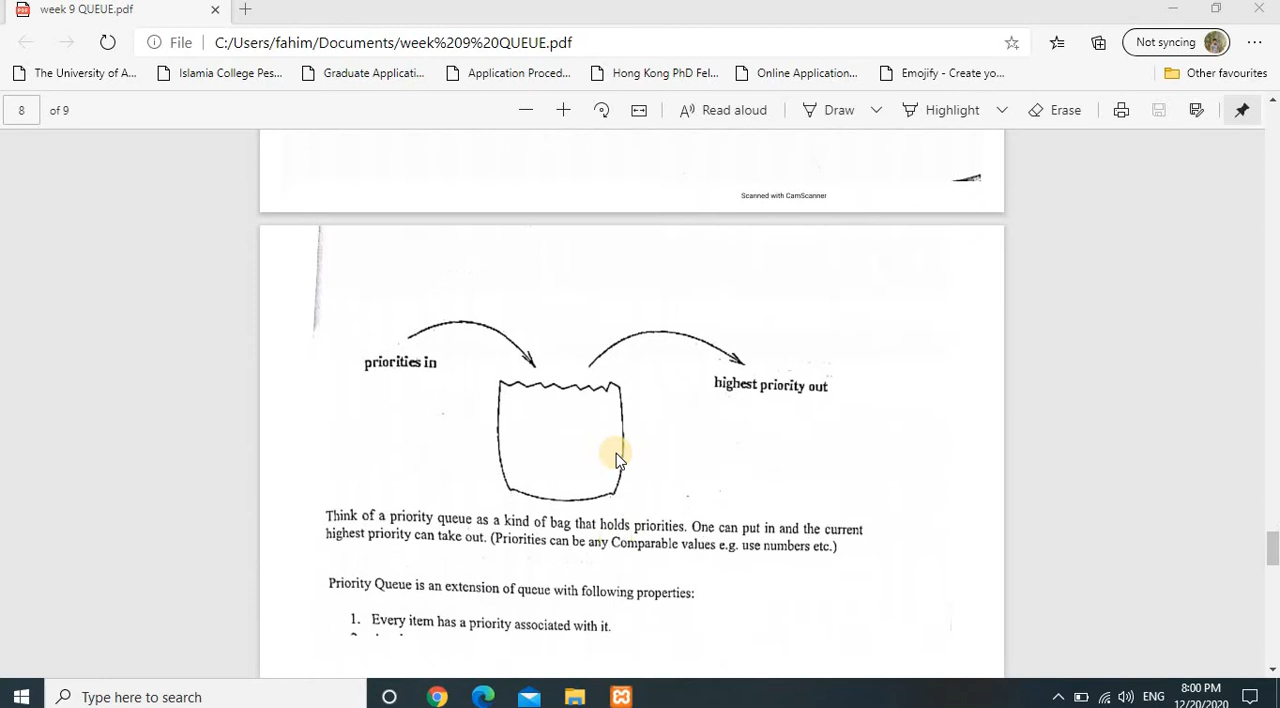 week 9 QUEUE.pdf
File
C:/Users/fahim/Documents/week%209%20QUEUE.pdf
Not syncing
The University of A...
Islamia College Pes...
Graduate Applicati...
Application Proced...
Hong Kong PhD Fel...
Online Application...
Emojify - Create yo...
Other favourites
8 of 9
Read aloud
Draw
Highlight
Erase
Scanned with CamScanner
priorities in
highest priority out
Think of a priority queue as a kind of bag that holds priorities. One can put in and the current
highest priority can take out. (Priorities can be any Comparable values e.g. use numbers etc.)
Priority Queue is an extension of queue with following properties:
1. Every item has a priority associated with it.
Type here to search
ENG
8:00 PM
12/20/2020